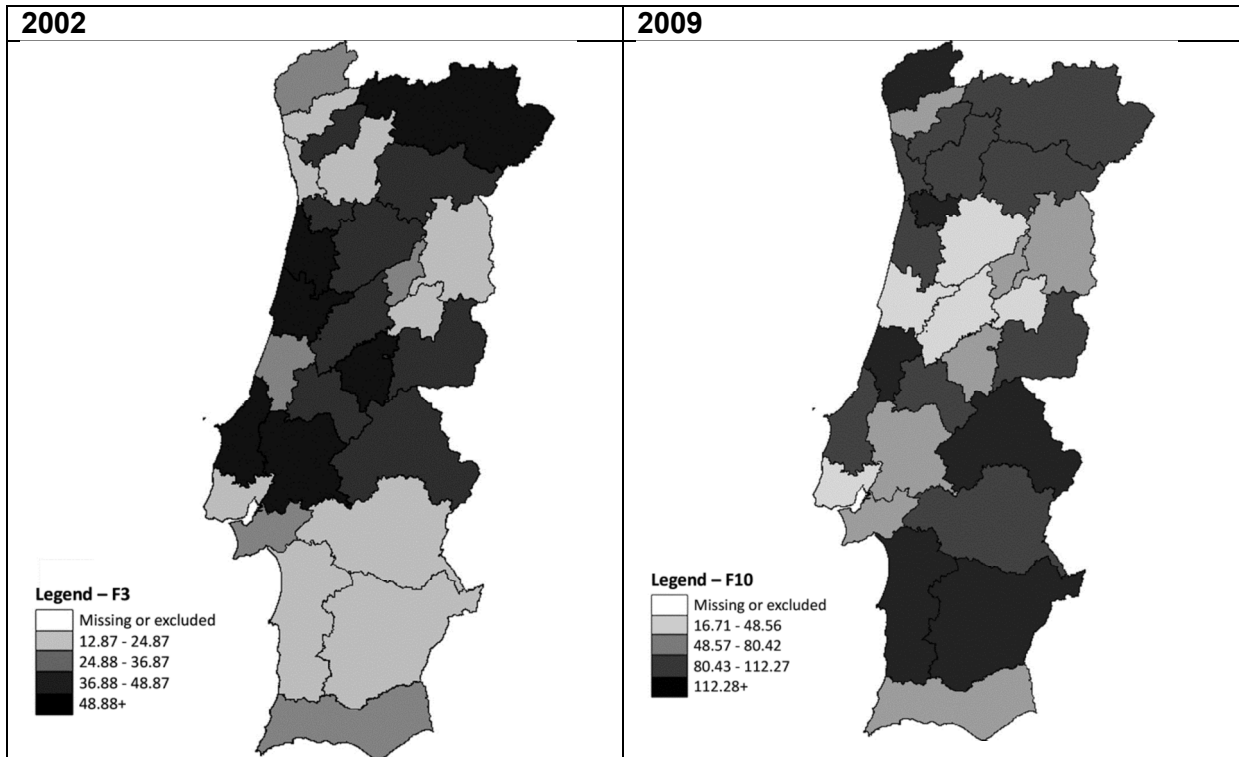 2002
2009
Legend – F3
Missing or excluded
12.87 - 24.87
24.88 - 36.87
36.88 - 48.87
48.88+
Legend – F10
Missing or excluded
16.71 - 48.56
48.57 - 80.42
80.43 - 112.27
112.28+